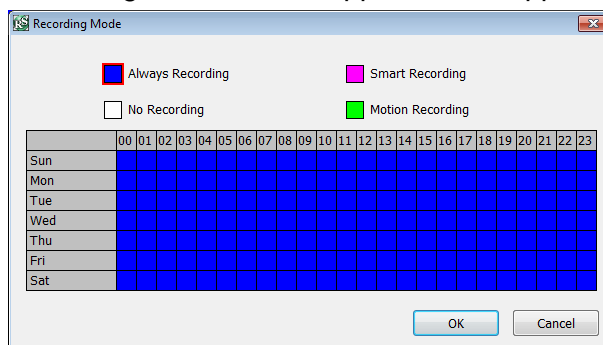 RS Recording Mode
Always Recording Smart Recording
No Recording Motion Recording
00 01 02 03 04 05 06 07 08 09 10 11 12 13 14 15 16 17 18 19 20 21 22 23
Sun
Mon
Tue
Wed
Thu
Fri
Sat
OK Cancel